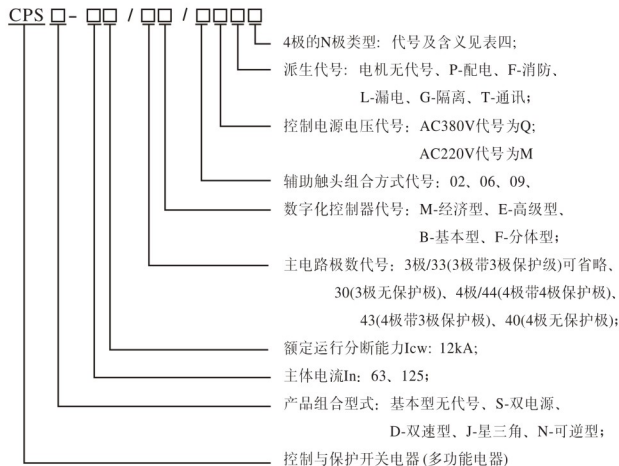 CPS□-□□/□□/□□□□
4极的N极类型：代号及含义见表四;
派生代号：电机无代号、P-配电、F-消防、
L-漏电、G-隔离、T-通讯；
控制电源电压代号：AC380V代号为Q;
AC220V代号为M
辅助触头组合方式代号：02、06、09、
数字化控制器代号：M-经济型、E-高级型、
B-基本型、F-分体型；
主电路极数代号：3极/33(3极带3极保护级)可省略、
30(3极无保护极)、4极/44(4极带4极保护极)、
43(4极带3极保护极)、40(4极无保护极);
额定运行分断能力Icw: 12kA;
主体电流In：63、125；
产品组合型式：基本型无代号、S-双电源、
D-双速型、J-星三角、N-可逆型；
控制与保护开关电器(多功能电器)